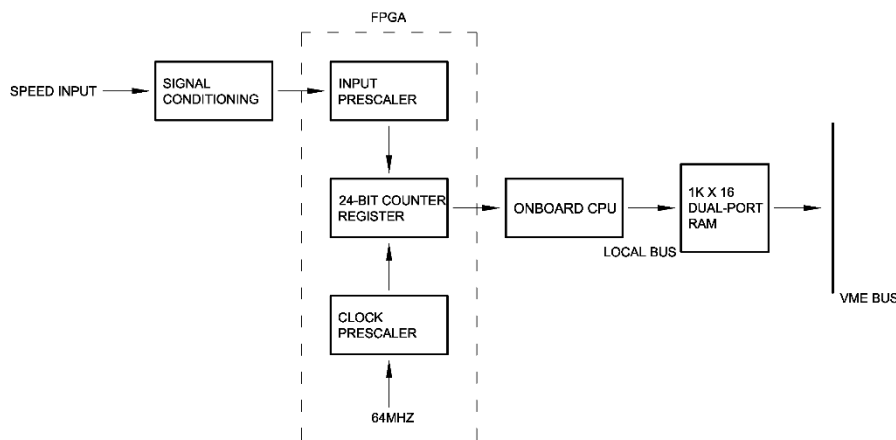 FPGA
SPEED INPUT
SIGNAL
CONDITIONING
INPUT
PRESCALER
24-BIT COUNTER
REGISTER
ONBOARD CPU
1K X 16
DUAL-PORT
RAM
LOCAL BUS
VME BUS
CLOCK
PRESCALER
64MHZ